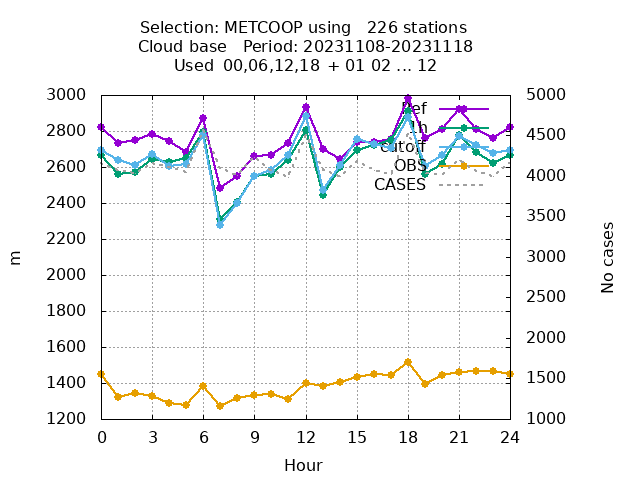 Selection: METCOOP using 226 stations
Cloud base Period: 20231108-20231118
Used 00,06,12,18 + 01 02 ... 12
3000 5000
2800 4500
2600 4000
2400 3500
2200 3000
2000 2500
1800 2000
1600 1500
1400 1000
1200
m
No cases
Ref
1h
Cutoff
OBS
CASES
0 3 6 9 12 15 18 21 24
Hour